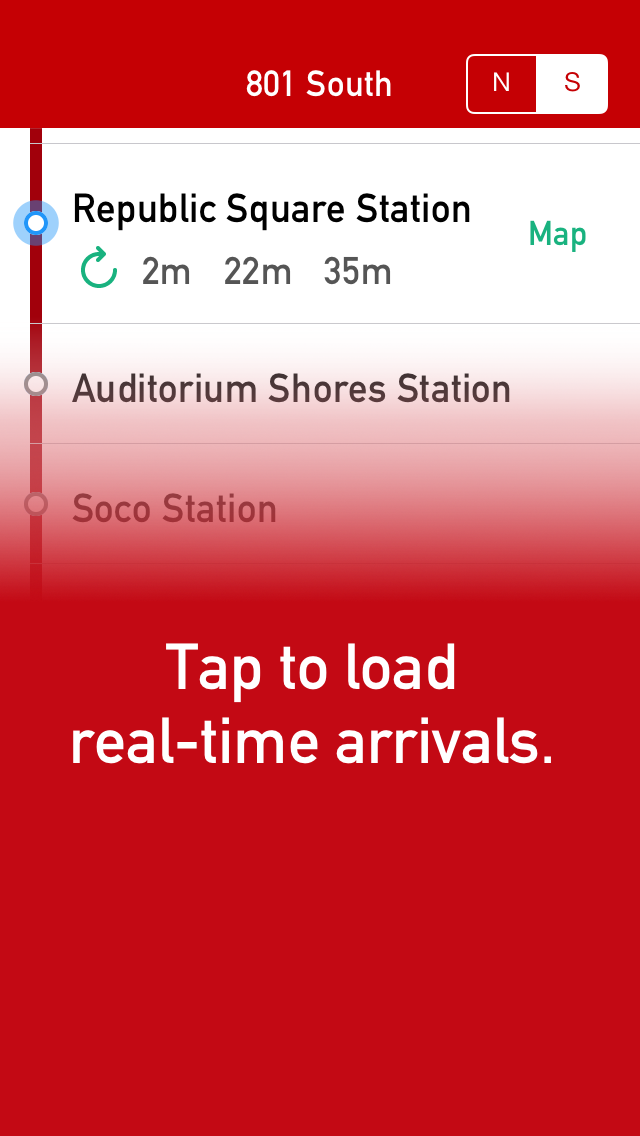 801 South
N S
Republic Square Station
Map
2m 22m 35m
Auditorium Shores Station
Soco Station
Tap to load
real-time arrivals.